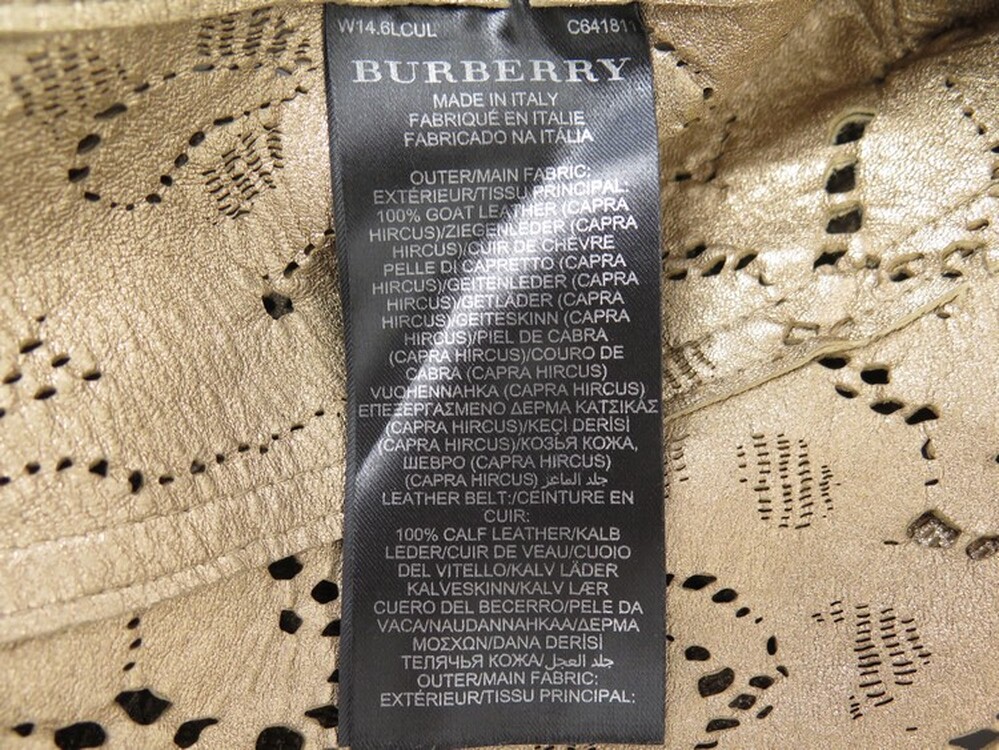 W14.6LCUL C641811
BURBERRY
MADE IN ITALY
FABRIQUÉ EN ITALIE
FABRICADO NA ITÁLIA
OUTER/MAIN FABRIC:
EXTÉRIEUR/TISSU PRINCIPAL:
100% GOAT LEATHER (CAPRA
HIRCUS)/ZIEGENLEDER (CAPRA
HIRCUS)/CUIR DE CHÈVRE
PELLE DI CAPRETTO (CAPRA
HIRCUS)/GEITENLEDER (CAPRA
HIRCUS)/GETLÄDER (CAPRA
HIRCUS)/GEITESKINN (CAPRA
HIRCUS)/PIEL DE CABRA
(CAPRA HIRCUS)/COURO DE
CABRA (CAPRA HIRCUS)
VUOHENNAHKA (CAPRA HIRCUS)
ΕΠΕΞΕΡΓΑΣΜΕΝΟ ΔΕΡΜΑ ΚΑΤΣΙΚΑΣ
(CAPRA HIRCUS)/KEÇİ DERİSİ
(CAPRA HIRCUS)/КОЗЬЯ КОЖА,
ШЕВРО (CAPRA HIRCUS)
(CAPRA HIRCUS) جلد الماعز
LEATHER BELT:/CEINTURE EN
CUIR:
100% CALF LEATHER/KALB
LEDER/CUIR DE VEAU/CUOIO
DEL VITELLO/KALV LÄDER
KALVESKINN/KALV LÆR
CUERO DEL BECERRO/PELE DA
VACA/NAUDANNAHKAA/ΔΕΡΜΑ
ΜΟΣΧΩΝ/DANA DERİSİ
ТЕЛЯЧЬЯ КОЖА/جلد العجل
OUTER/MAIN FABRIC:
EXTÉRIEUR/TISSU PRINCIPAL: